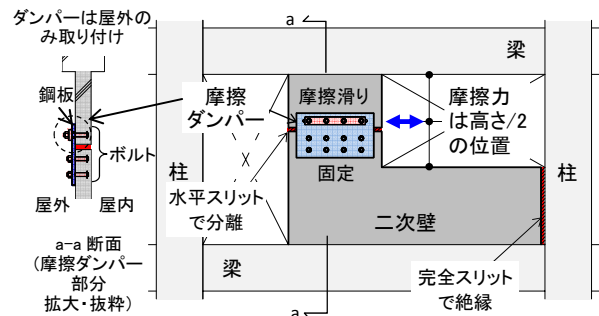 ダンパーは屋外の
み取り付け
鋼板
ボルト
屋外 屋内
a-a 断面
(摩擦ダンパー
部分
拡大・抜粋)
a
梁
柱
摩擦
ダンパー
摩擦滑り
摩擦力
は高さ/2
の位置
柱
固定
水平スリット
で分離
二次壁
梁
完全スリット
で絶縁
a